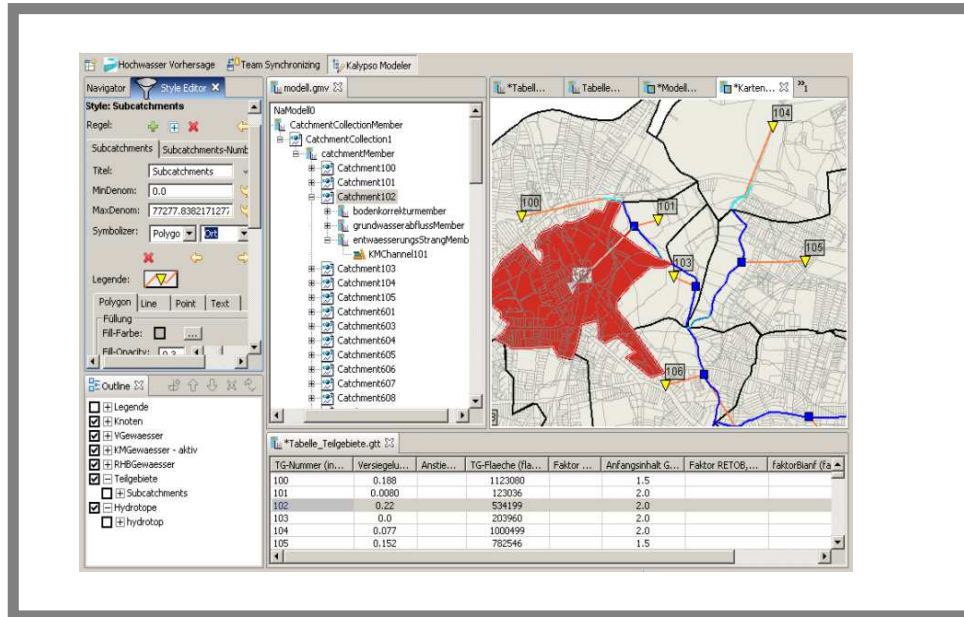 Hochwasser Vorhersage Team Synchronizing Kalypso Modeler
Navigator Style Editor
Style: Subcatchments
Regel:
Subcatchments Subcatchments-Numb
Titel: Subcatchments
MinDenom: 0.0
MaxDenom: 77277.8382171277
Symbolizer: Polygo Ort
Legende:
Polygon Line Point Text
Füllung
Fill-Farbe: ...
Fill-Opacity: 0.3
Outline
Legende
Knoten
VGewaesser
KMGewaesser - aktiv
RHBGewaesser
Teilgebiete
Subcatchments
Hydrotope
hydrotop
modell.gmv
NaModell0
CatchmentCollectionMember
CatchmentCollection1
catchmentMember
Catchment100
Catchment101
Catchment102
bodenkorrekturmember
grundwasserabflussMember
entwaesserungsStrangMemb
KMChannel101
Catchment103
Catchment104
Catchment105
Catchment601
Catchment603
Catchment604
Catchment605
Catchment606
Catchment607
Catchment608
*Tabell... Tabelle... *Modell... *Karten... »1
104
100
101
105
103
106
*Tabelle_Teilgebiete.gtt
TG-Nummer (in... Versiegelu... Anstie... TG-Flaeche (fla... Faktor ... Anfangsinhalt G... Faktor RETOB,... faktorBianf (fa
100 0.188 1123080 1.5
101 0.0080 123036 2.0
102 0.22 534199 2.0
103 0.0 203960 2.0
104 0.077 1000499 2.0
105 0.152 782546 1.5